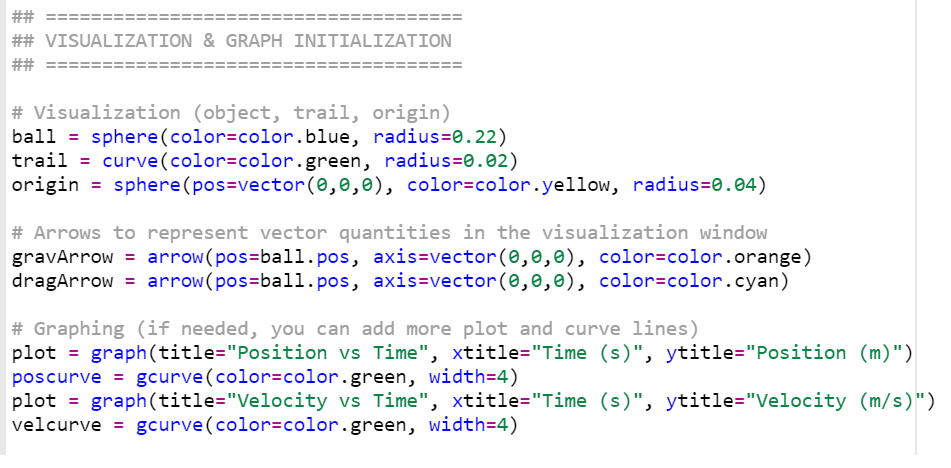 ## =====================================
## VISUALIZATION & GRAPH INITIALIZATION
## =====================================
# Visualization (object, trail, origin)
ball = sphere(color=color.blue, radius=0.22)
trail = curve(color=color.green, radius=0.02)
origin = sphere(pos=vector(0,0,0), color=color.yellow, radius=0.04)
# Arrows to represent vector quantities in the visualization window
gravArrow = arrow(pos=ball.pos, axis=vector(0,0,0), color=color.orange)
dragArrow = arrow(pos=ball.pos, axis=vector(0,0,0), color=color.cyan)
# Graphing (if needed, you can add more plot and curve lines)
plot = graph(title="Position vs Time", xtitle="Time (s)", ytitle="Position (m)")
poscurve = gcurve(color=color.green, width=4)
plot = graph(title="Velocity vs Time", xtitle="Time (s)", ytitle="Velocity (m/s)")
velcurve = gcurve(color=color.green, width=4)